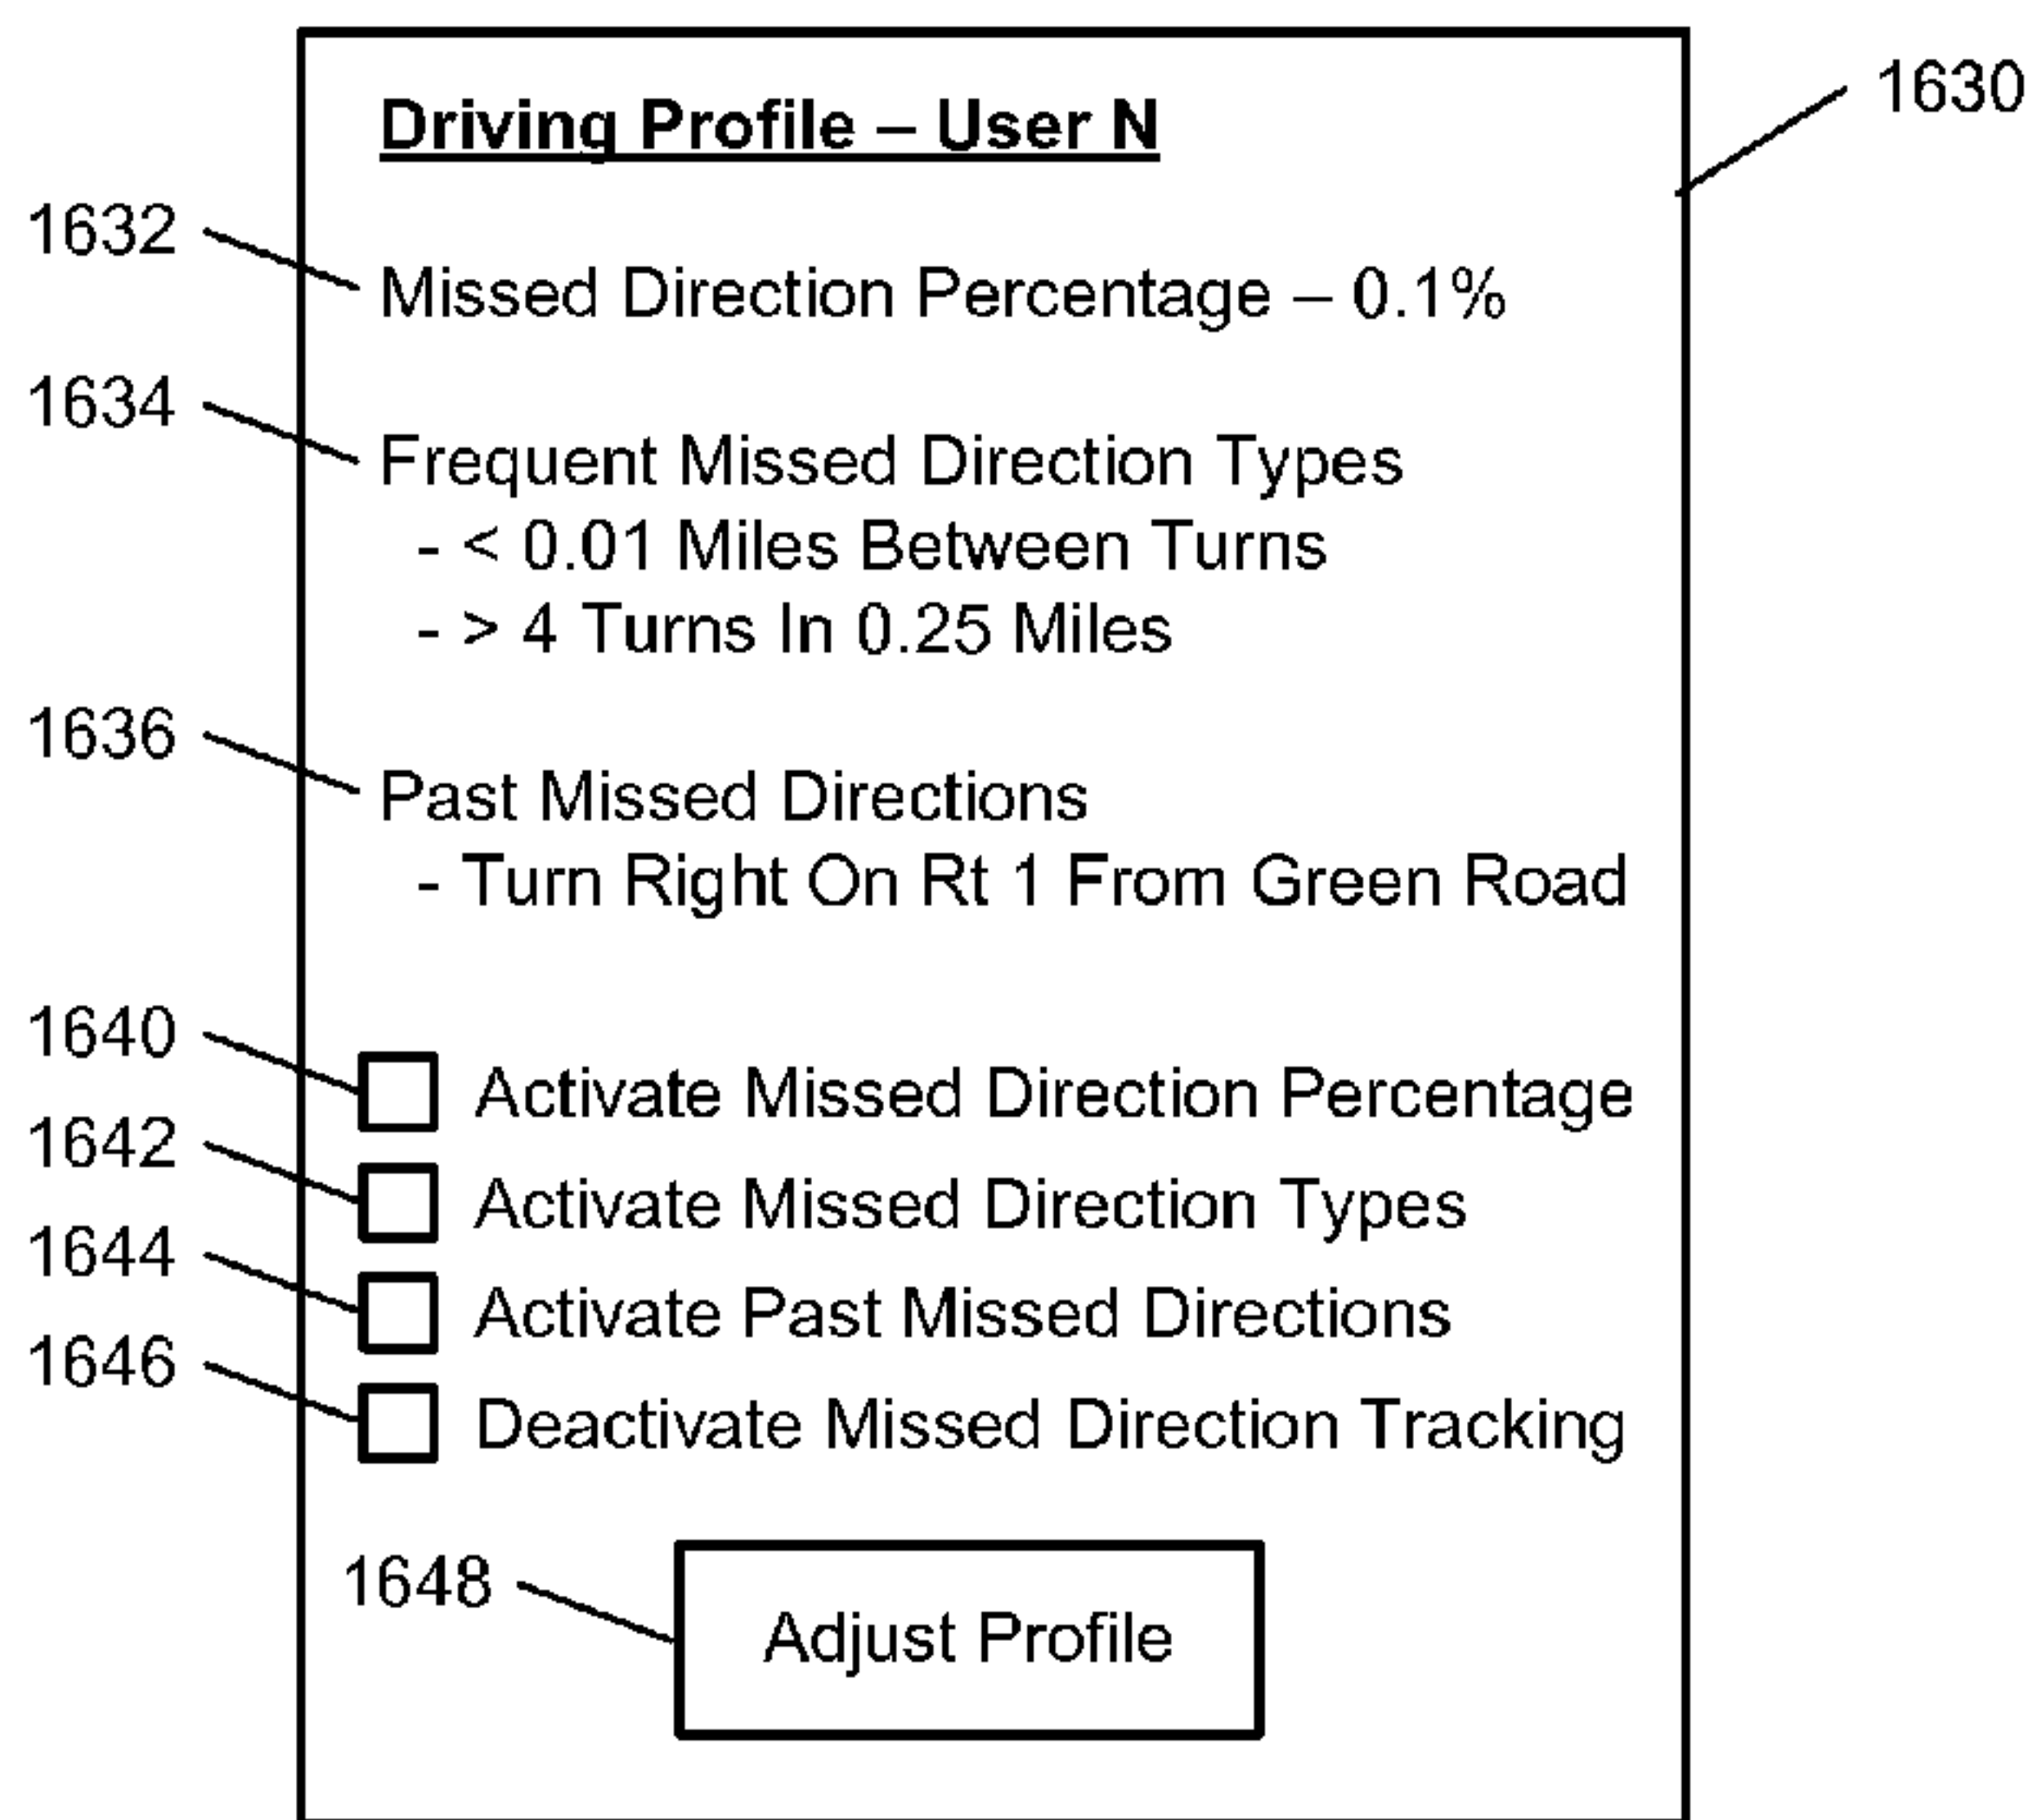 Driving Profile – User N
1630
1632
Missed Direction Percentage – 0.1%
1634
Frequent Missed Direction Types
- < 0.01 Miles Between Turns
- > 4 Turns In 0.25 Miles
1636
Past Missed Directions
- Turn Right On Rt 1 From Green Road
1640
Activate Missed Direction Percentage
1642
Activate Missed Direction Types
1644
Activate Past Missed Directions
1646
Deactivate Missed Direction Tracking
1648
Adjust Profile